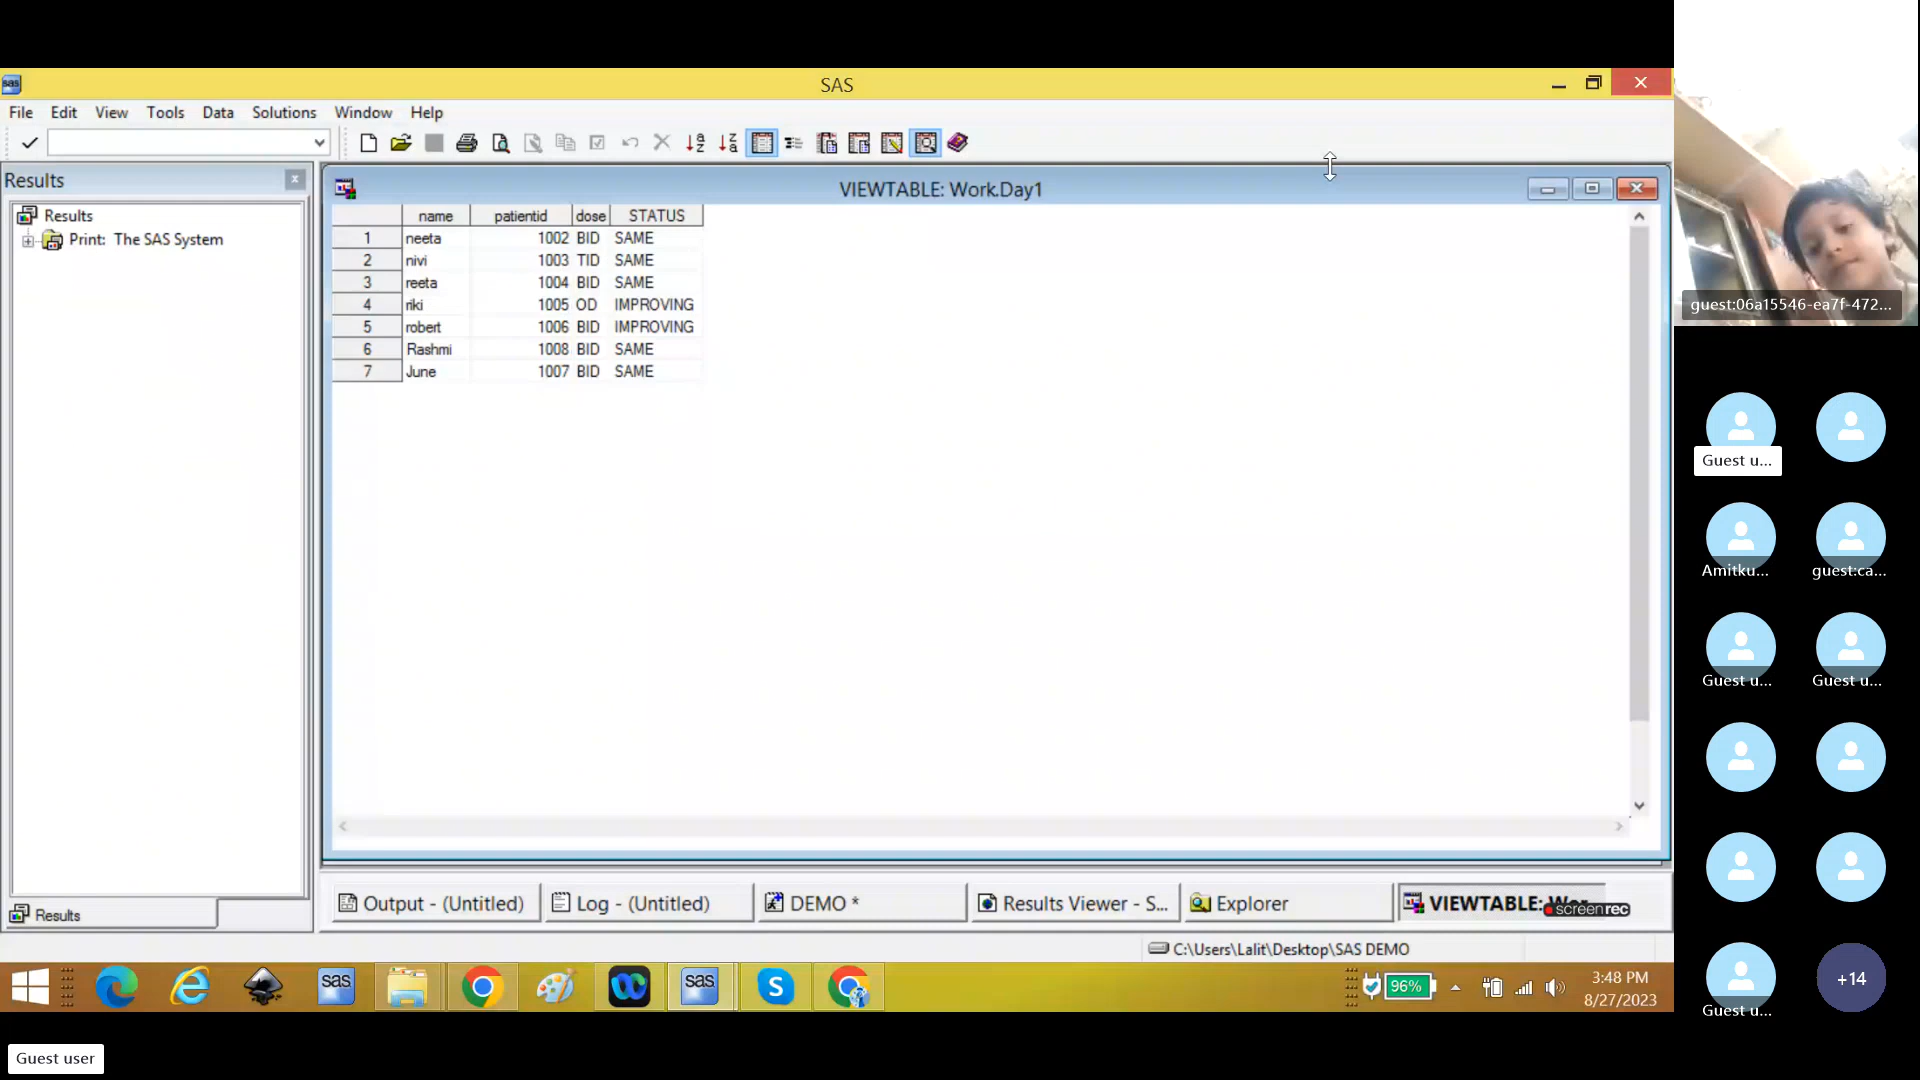 SAS
File Edit View Tools Data Solutions Window Help
Results
VIEWTABLE: Work.Day1
Results
Print: The SAS System
name patientid dose STATUS
1 neeta 1002 BID SAME
2 nivi 1003 TID SAME
3 reeta 1004 BID SAME
4 riki 1005 OD IMPROVING
5 robert 1006 BID IMPROVING
6 Rashmi 1008 BID SAME
7 June 1007 BID SAME
guest:06a15546-ea7f-472...
Guest u...
Amitku... guest:ca...
Guest u... Guest u...
Guest u... +14
Results
Output - (Untitled) Log - (Untitled) DEMO * Results Viewer - S... Explorer VIEWTABLE:
screenrec
C:\Users\Lalit\Desktop\SAS DEMO
sas sas
96%
3:48 PM
8/27/2023
Guest user